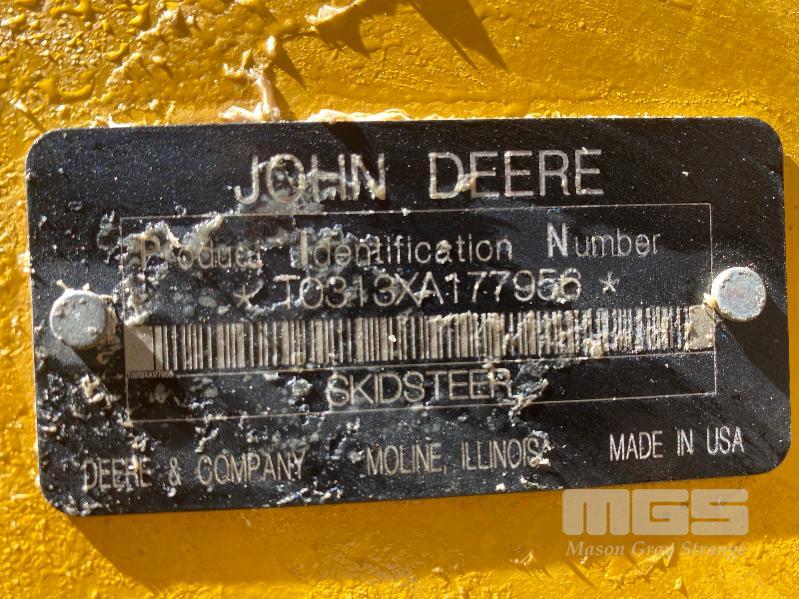 JOHN DEERE
Product Identification Number
* T0313XA177956 *
SKIDSTEER
DEERE & COMPANY MOLINE, ILLINOIS MADE IN USA
MGS
Mason Gray Strange